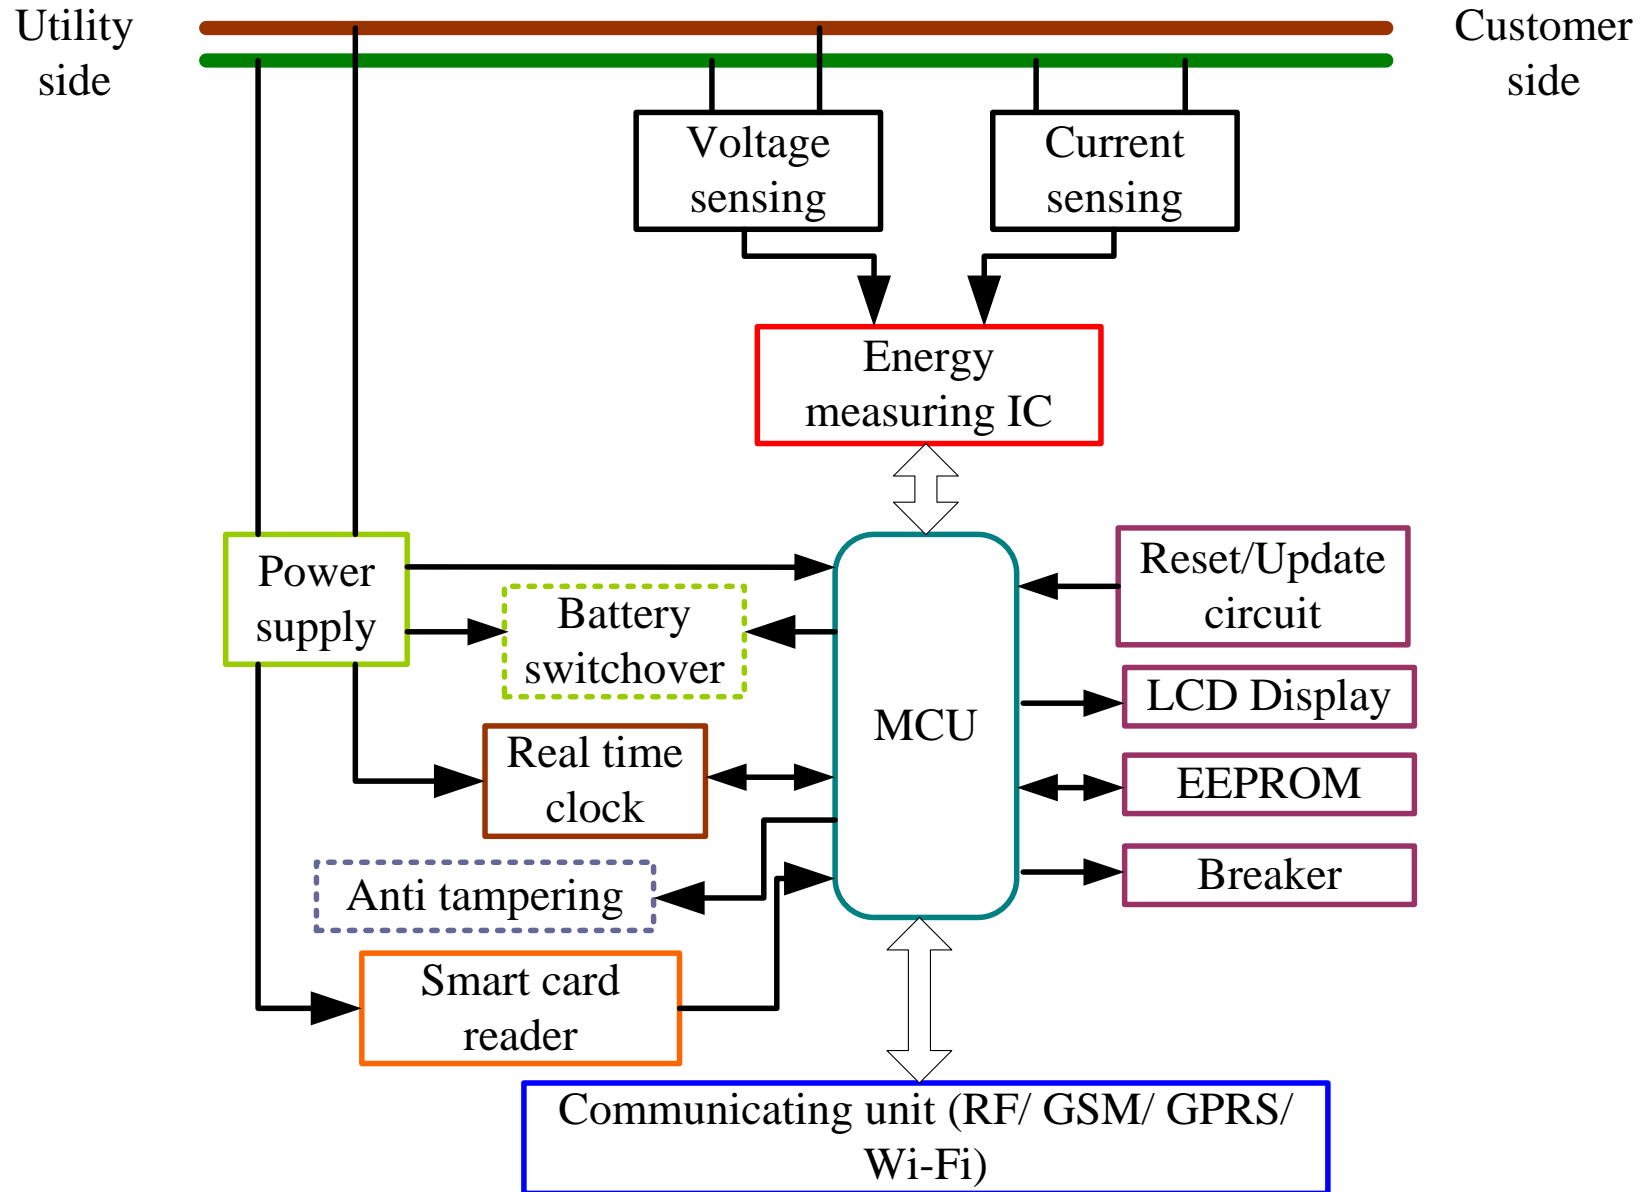 Utility
side
Customer
side
Voltage
sensing
Current
sensing
Energy
measuring IC
Power
supply
Battery
switchover
MCU
Reset/Update
circuit
LCD Display
Real time
clock
EEPROM
Anti tampering
Breaker
Smart card
reader
Communicating unit (RF/ GSM/ GPRS/
Wi-Fi)